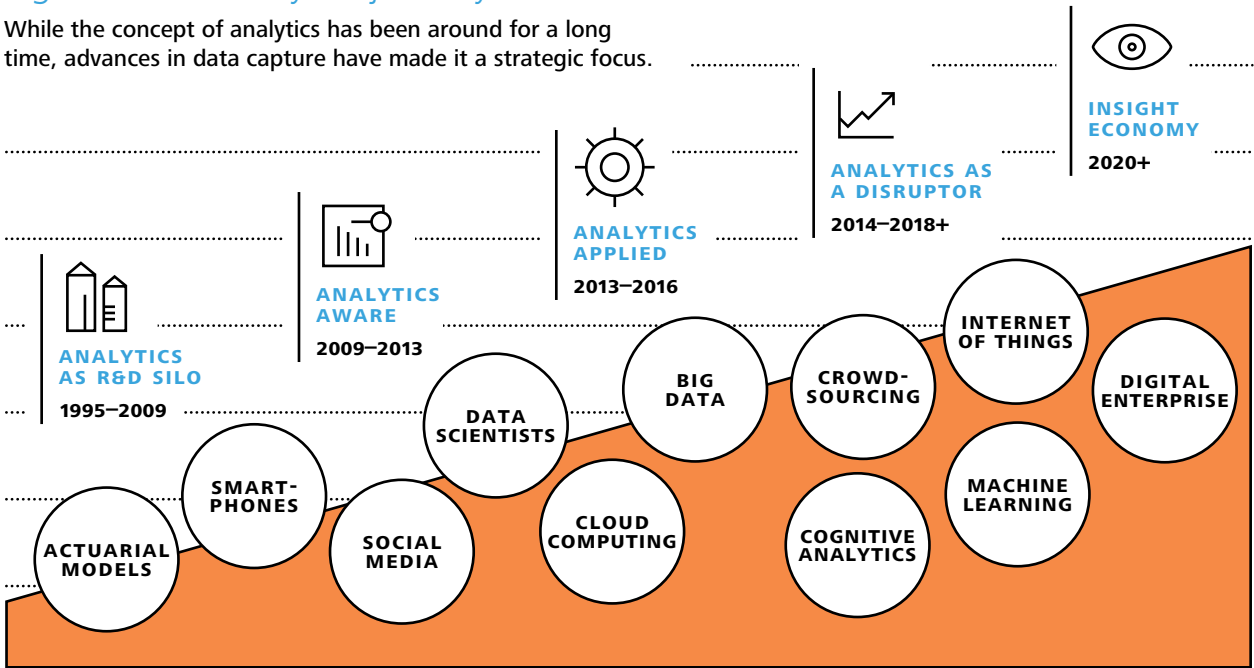 While the concept of analytics has been around for a long
time, advances in data capture have made it a strategic focus.
INSIGHT
ECONOMY
2020+
ANALYTICS AS
A DISRUPTOR
2014–2018+
ANALYTICS
APPLIED
2013–2016
ANALYTICS
AWARE
2009–2013
ANALYTICS
AS R&D SILO
1995–2009
INTERNET
OF THINGS
DIGITAL
ENTERPRISE
CROWD-
SOURCING
BIG
DATA
DATA
SCIENTISTS
SMART-
PHONES
MACHINE
LEARNING
COGNITIVE
ANALYTICS
CLOUD
COMPUTING
SOCIAL
MEDIA
ACTUARIAL
MODELS